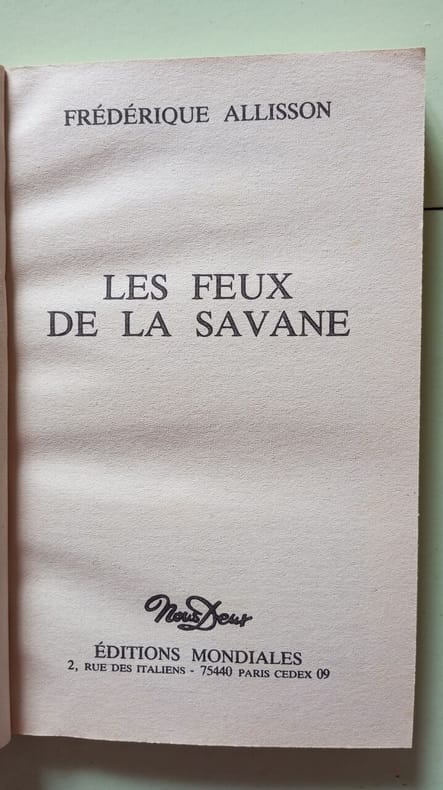 FRÉDÉRIQUE ALLISSON
LES FEUX
DE LA SAVANE
Nous Deux
ÉDITIONS MONDIALES
2, RUE DES ITALIENS - 75440 PARIS CEDEX 09